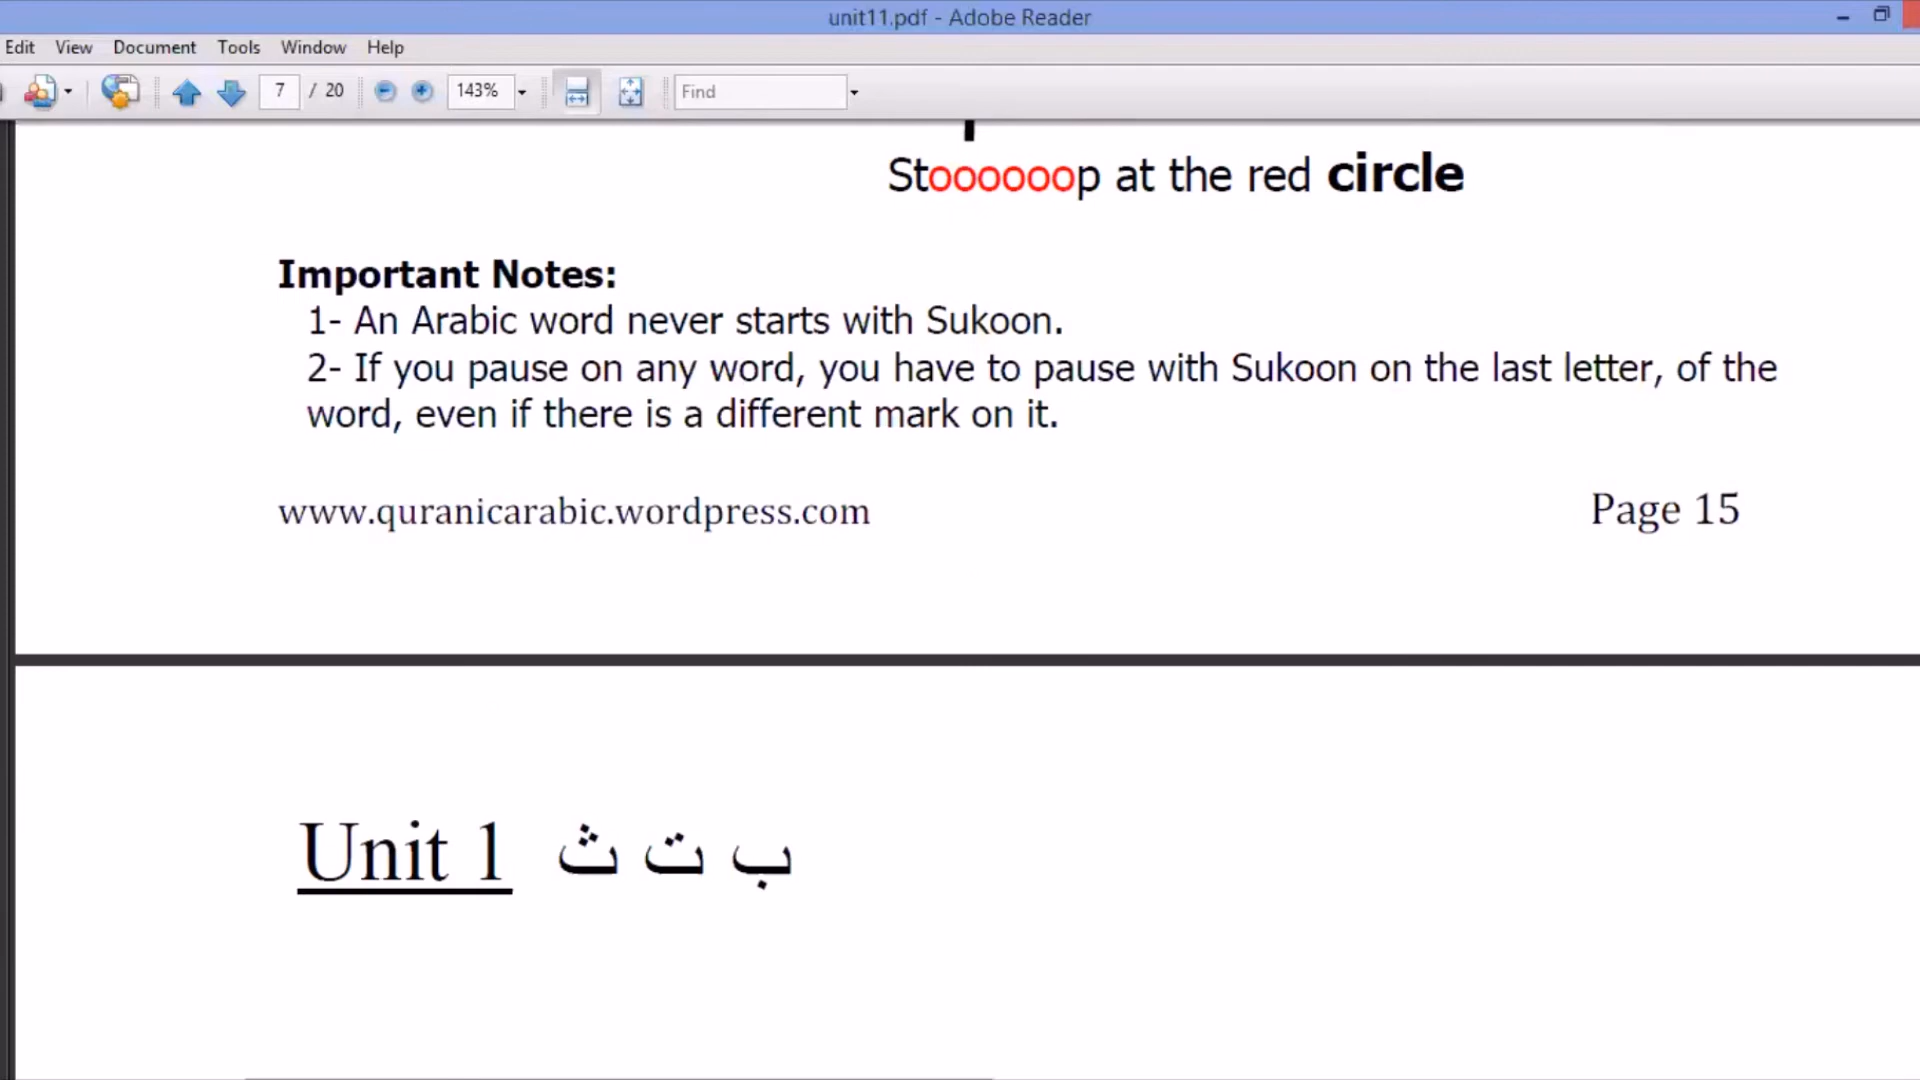 unit11.pdf - Adobe Reader
Edit View Document Tools Window Help
7 / 20 143% Find
Stoooooop at the red circle
Important Notes:
1- An Arabic word never starts with Sukoon.
2- If you pause on any word, you have to pause with Sukoon on the last letter, of the
word, even if there is a different mark on it.
www.quranicarabic.wordpress.com Page 15
Unit 1 ب ت ث